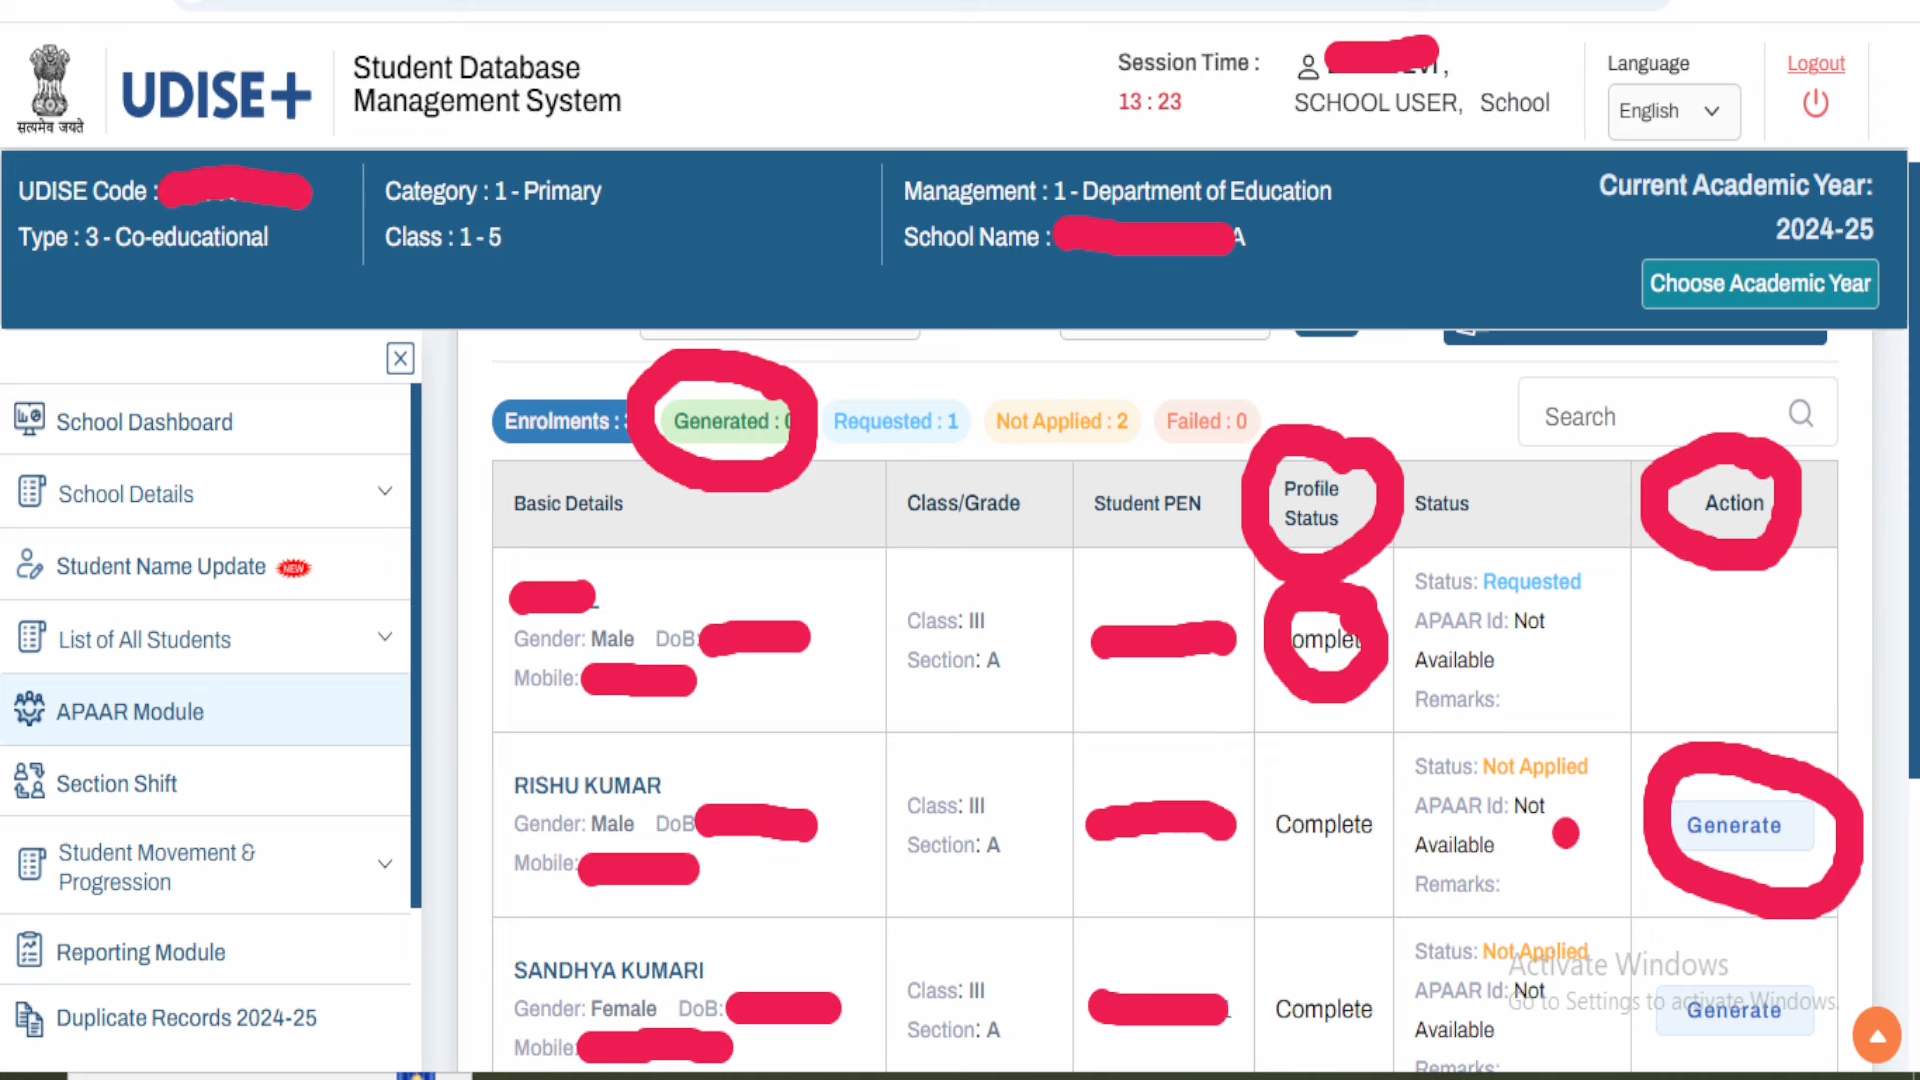 सत्यमेव जयते
UDISE+
Student Database
Management System
Session Time :
13 : 23
SCHOOL USER, School
Language
English
Logout
UDISE Code :
Type : 3 - Co-educational
Category : 1 - Primary
Class : 1 - 5
Management : 1 - Department of Education
School Name :
Current Academic Year:
2024-25
Choose Academic Year
School Dashboard
School Details
Student Name Update NEW
List of All Students
APAAR Module
Section Shift
Student Movement &
Progression
Reporting Module
Duplicate Records 2024-25
Enrolments : Generated : Requested : 1 Not Applied : 2 Failed : 0
Search
Basic Details Class/Grade Student PEN Profile Status Status Action
Gender: Male DoB:
Mobile:
Class: III
Section: A
omplet
Status: Requested
APAAR Id: Not
Available
Remarks:
RISHU KUMAR
Gender: Male DoB
Mobile:
Class: III
Section: A
Complete
Status: Not Applied
APAAR Id: Not
Available
Remarks:
Generate
SANDHYA KUMARI
Gender: Female DoB:
Mobile:
Class: III
Section: A
Complete
Status: Not Applied
APAAR Id: Not
Available
Remarks:
Generate
Activate Windows
Go to Settings to activate Windows.